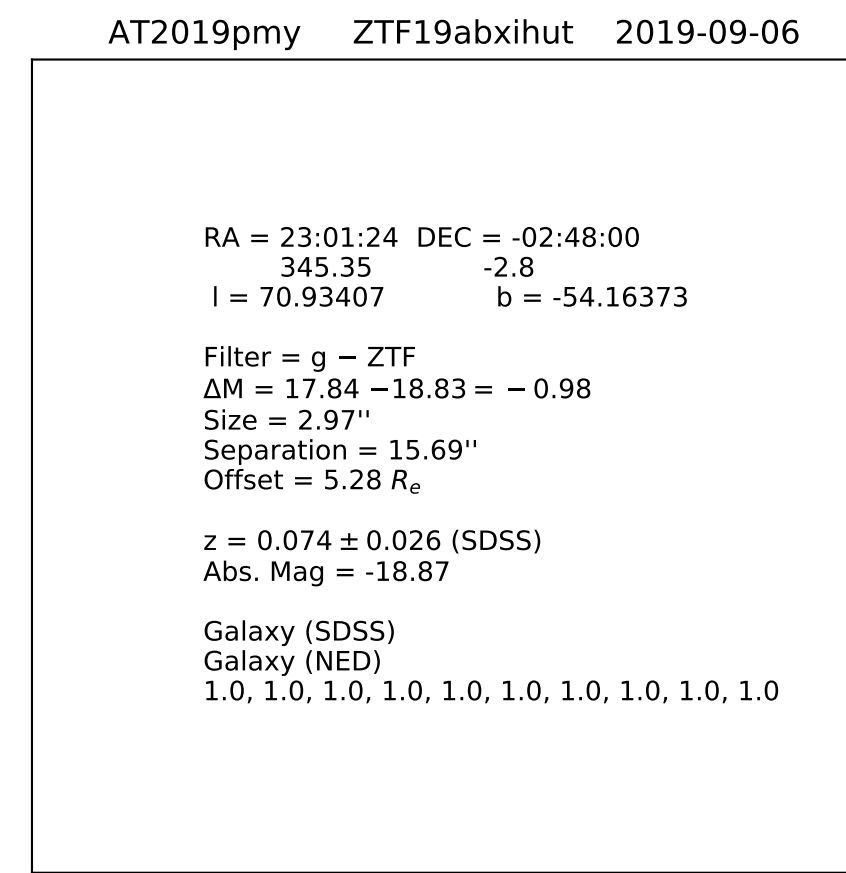 AT2019pmy ZTF19abxihut 2019-09-06
RA = 23:01:24 DEC = -02:48:00
345.35 -2.8
l = 70.93407 b = -54.16373
Filter = g − ZTF
ΔM = 17.84 −18.83 = − 0.98
Size = 2.97''
Separation = 15.69''
Offset = 5.28 Rₑ
z = 0.074 ± 0.026 (SDSS)
Abs. Mag = -18.87
Galaxy (SDSS)
Galaxy (NED)
1.0, 1.0, 1.0, 1.0, 1.0, 1.0, 1.0, 1.0, 1.0, 1.0